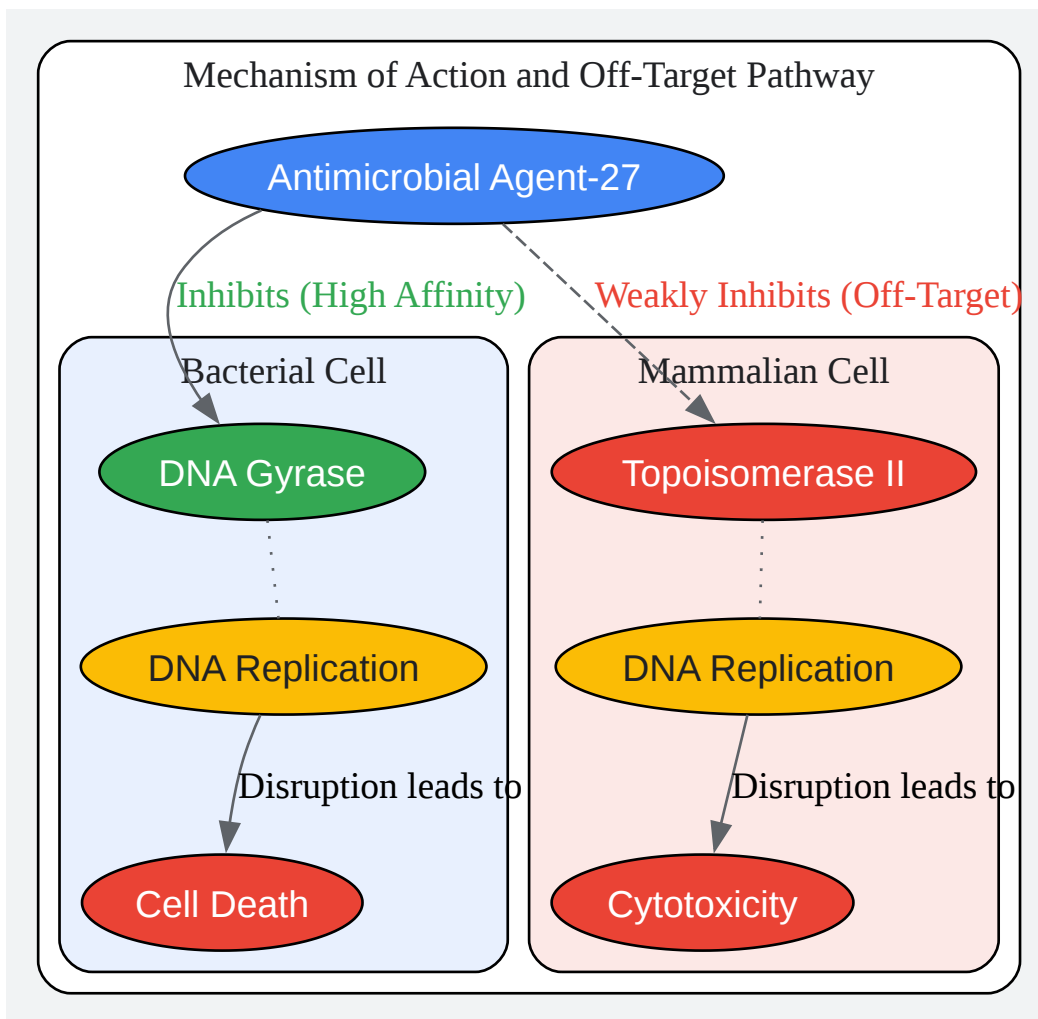 Mechanism of Action and Off-Target Pathway
Antimicrobial Agent-27
Inhibits (High Affinity)
Weakly Inhibits (Off-Target)
Bacterial Cell
Mammalian Cell
DNA Gyrase
Topoisomerase II
DNA Replication
DNA Replication
Disruption leads to
Disruption leads to
Cell Death
Cytotoxicity